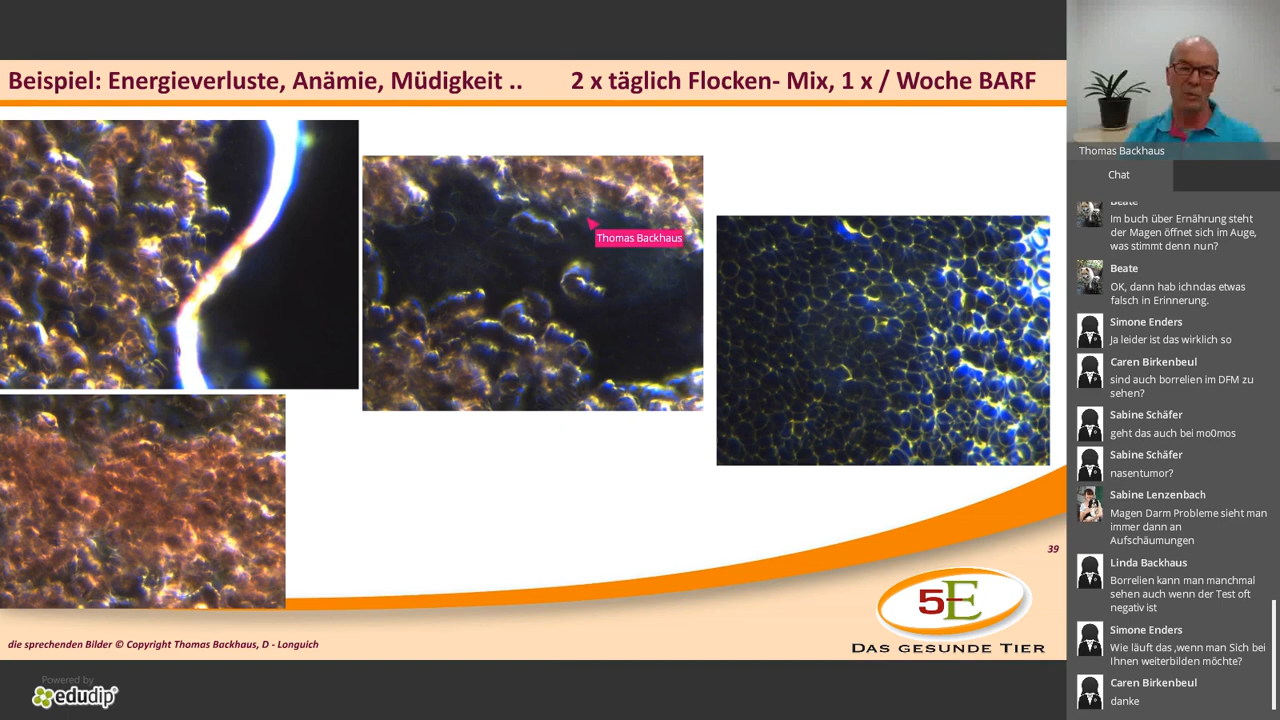 Beispiel: Energieverluste, Anämie, Müdigkeit .. 2 x täglich Flocken- Mix, 1 x / Woche BARF
Thomas Backhaus
39
5E
DAS GESUNDE TIER
die sprechenden Bilder © Copyright Thomas Backhaus, D - Longuich
Powered by
edudip
Thomas Backhaus
Chat
Beate
Im buch über Ernährung steht
der Magen öffnet sich im Auge,
was stimmt denn nun?
Beate
OK, dann hab ichndas etwas
falsch in Erinnerung.
Simone Enders
Ja leider ist das wirklich so
Caren Birkenbeul
sind auch borrelien im DFM zu
sehen?
Sabine Schäfer
geht das auch bei mo0mos
Sabine Schäfer
nasentumor?
Sabine Lenzenbach
Magen Darm Probleme sieht man
immer dann an
Aufschäumungen
Linda Backhaus
Borrelien kann man manchmal
sehen auch wenn der Test oft
negativ ist
Simone Enders
Wie läuft das ,wenn man Sich bei
Ihnen weiterbilden möchte?
Caren Birkenbeul
danke